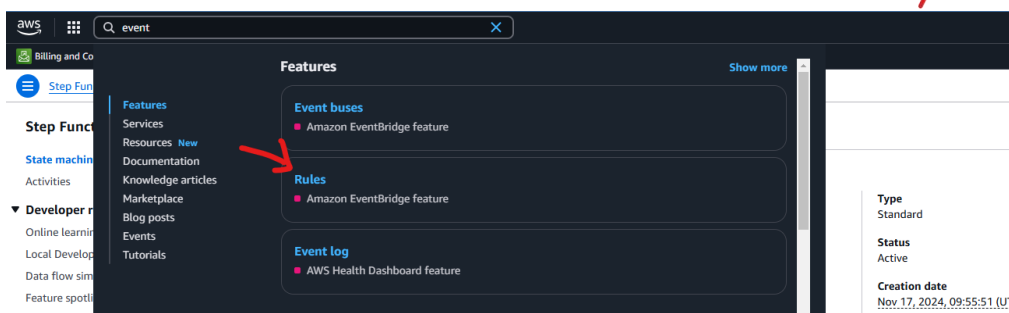 aws
event
Billing and Co
Step Fun
Features
Show more
Features
Services
Resources New
Documentation
Knowledge articles
Marketplace
Blog posts
Events
Tutorials
Event buses
Amazon EventBridge feature
Rules
Amazon EventBridge feature
Event log
AWS Health Dashboard feature
Step Funct
State machin
Activities
Developer r
Online learnin
Local Develop
Data flow sim
Feature spotli
Type
Standard
Status
Active
Creation date
Nov 17, 2024, 09:55:51 (UT